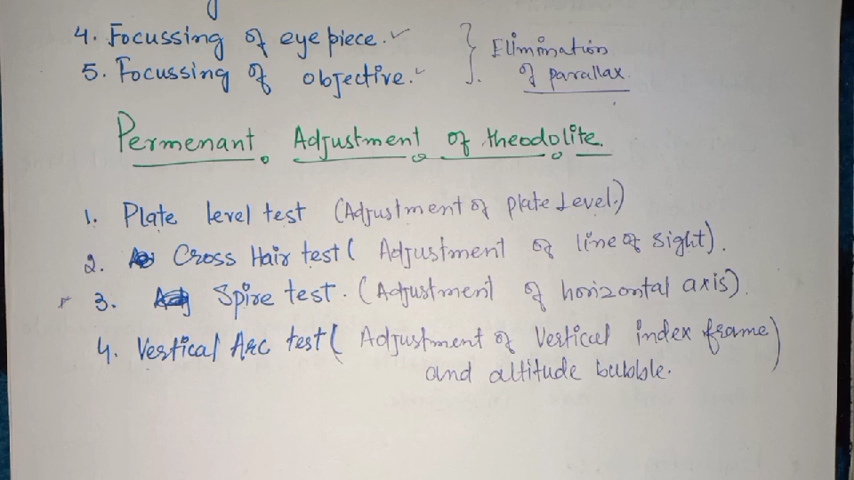 4. Focussing of eye piece.
Elimination
5. Focussing of objective.
of parallax.
Permenant Adjustment of theodolite.
1. Plate level test (Adjustment of plate Level.)
2. Cross Hair test ( Adjustment of line of sight).
3. Spire test. (Adjustment of horizontal axis).
4. Vertical Arc test ( Adjustment of Vertical index frame
and altitude bubble. )